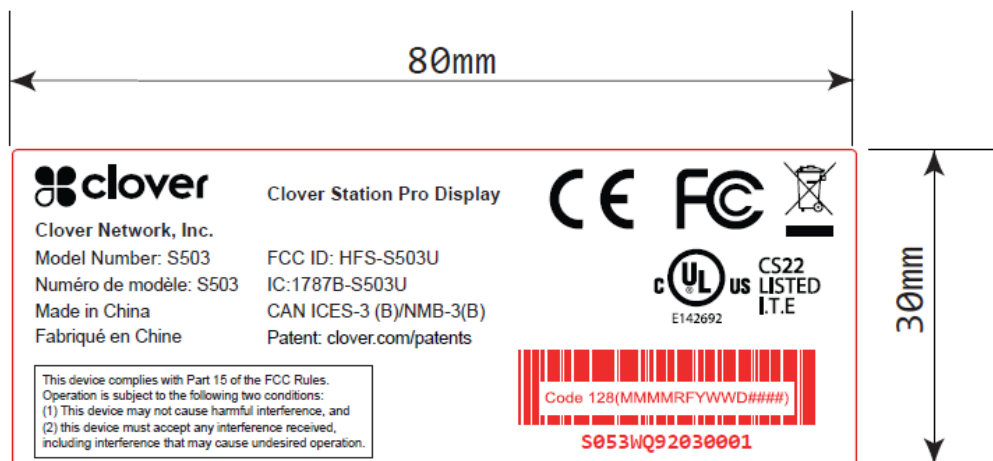 80mm
clover
Clover Station Pro Display
CE FC
Clover Network, Inc.
Model Number: S503
FCC ID: HFS-S503U
Numéro de modèle: S503
IC:1787B-S503U
Made in China
CAN ICES-3 (B)/NMB-3(B)
Fabriqué en Chine
Patent: clover.com/patents
C UL® US
CS22
LISTED
I.T.E
E142692
30mm
This device complies with Part 15 of the FCC Rules.
Operation is subject to the following two conditions:
(1) This device may not cause harmful interference, and
(2) this device must accept any interference received,
including interference that may cause undesired operation.
Code 128(MMMMRFYWWD####)
S053WQ92030001